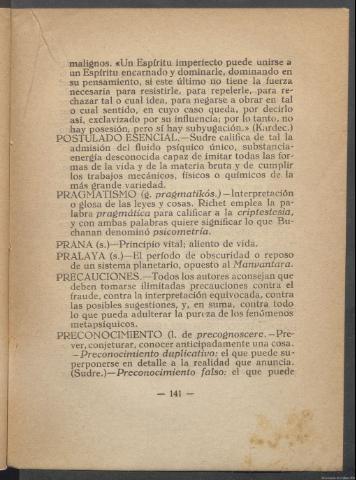 malignos. «Un Espíritu imperfecto puede unirse a
un Espíritu encarnado y dominarle, dominando en
su pensamiento, si este último no tiene la fuerza
necesaria para resistirle, para repelerle, para re-
chazar tal o cual idea, para negarse a obrar en tal
o cual sentido, en cuyo caso queda, por decirlo
así, exclavizado por su influencia; por lo tanto, no
hay posesión, pero sí hay subyugación.» (Kardec.)
POSTULADO ESENCIAL.—Sudre califica de tal la
admisión del fluido psíquico único, substancia-
energía desconocida capaz de imitar todas las for-
mas de la vida y de la materia bruta y de cumplir
los trabajos mecánicos, físicos o químicos de la
más grande variedad.
PRAGMATISMO (g. pragmatikós.)—Interpretación
o glosa de las leyes y cosas. Richet emplea la pa-
labra pragmática para calificar a la criptestesia,
y con ambas palabras quiere significar lo que Bu-
chanan denominó psicometría.
PRANA (s.)—Principio vital; aliento de vida.
PRALAYA (s.)—El período de obscuridad o reposo
de un sistema planetario, opuesto al Manvantara.
PRECAUCIONES.—Todos los autores aconsejan que
deben tomarse ilimitadas precauciones contra el
fraude, contra la interpretación equivocada, contra
las posibles sugestiones, y, en suma, contra todo
lo que pueda adulterar la pureza de los fenómenos
metapsíquicos.
PRECONOCIMIENTO (l. de precognoscere.—Pre-
ver, conjeturar, conocer anticipadamente una cosa.
—Preconocimiento duplicativo: el que puede su-
perponerse en detalle a la realidad que anuncia.
(Sudre.)—Preconocimiento falso: el que puede
— 141 —